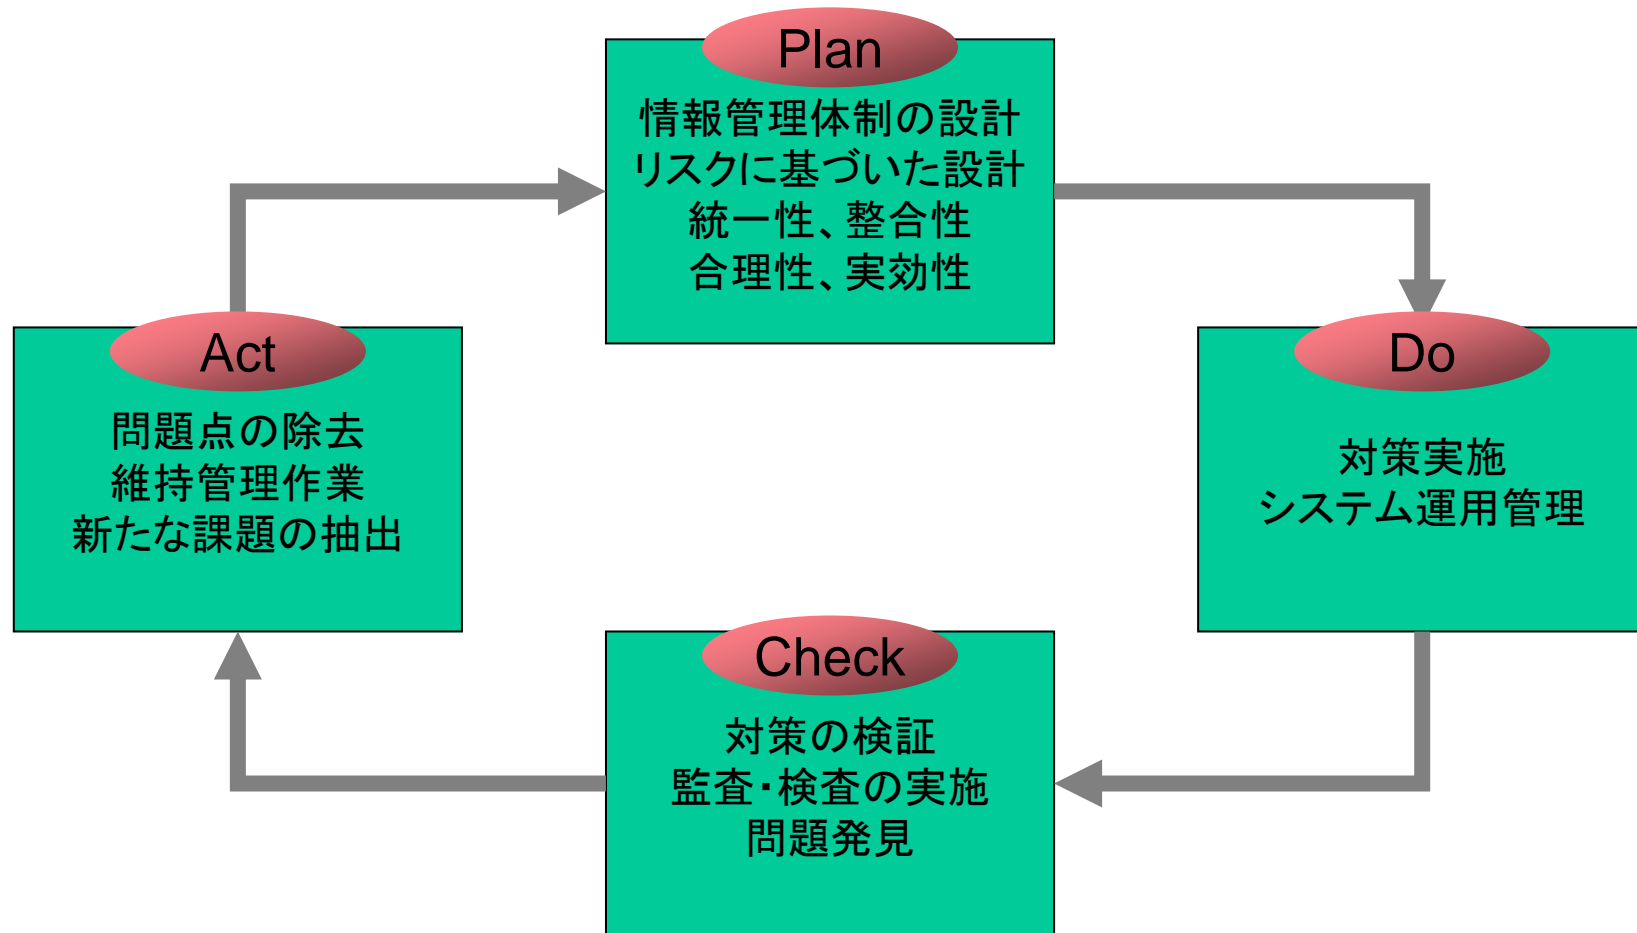 Plan
情報管理体制の設計
リスクに基づいた設計
統一性、整合性
合理性、実効性
Act
問題点の除去
維持管理作業
新たな課題の抽出
Do
対策実施
システム運用管理
Check
対策の検証
監査・検査の実施
問題発見